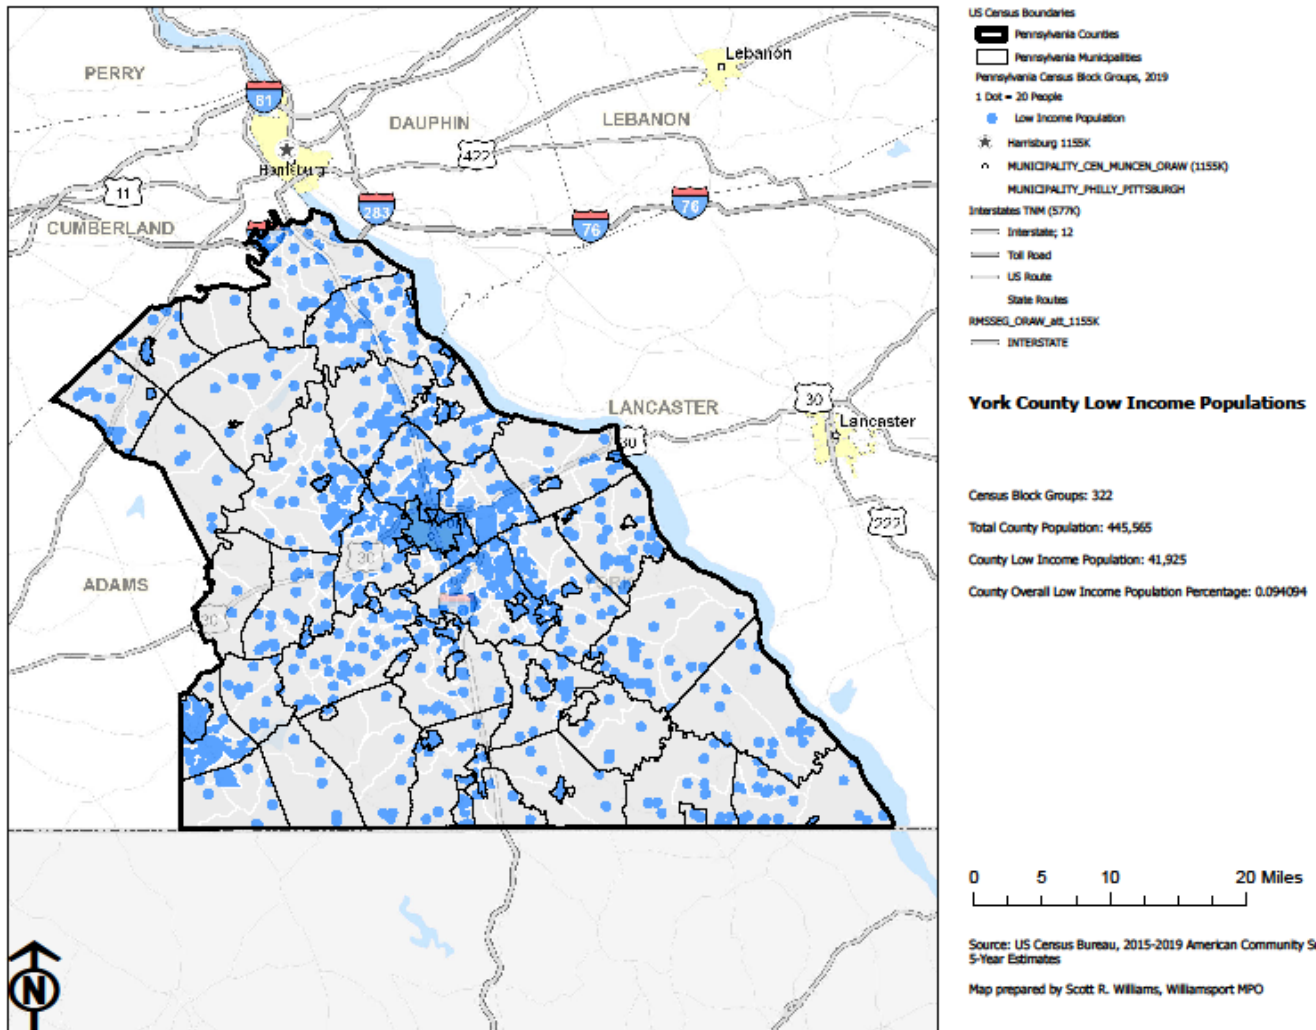 PERRY
Lebanon
81
DAUPHIN
LEBANON
422
Harrisburg
11
283
76
76
CUMBERLAND
LANCASTER
30
30
Lancaster
222
30
ADAMS
30
N
US Census Boundaries
Pennsylvania Counties
Pennsylvania Municipalities
Pennsylvania Census Block Groups, 2019
1 Dot = 20 People
Low Income Population
Harrisburg 1155K
MUNICIPALITY_CEN_MUNCEN_ORAW (1155K)
MUNICIPALITY_PHILLY_PITTSBURGH
Interstates TNM (577K)
Interstate; 12
Toll Road
US Route
State Routes
RMSSEG_ORAW_att_1155K
INTERSTATE
York County Low Income Populations
Census Block Groups: 322
Total County Population: 445,565
County Low Income Population: 41,925
County Overall Low Income Population Percentage: 0.094094
0 5 10 20 Miles
Source: US Census Bureau, 2015-2019 American Community
5-Year Estimates
Map prepared by Scott R. Williams, Williamsport MPO